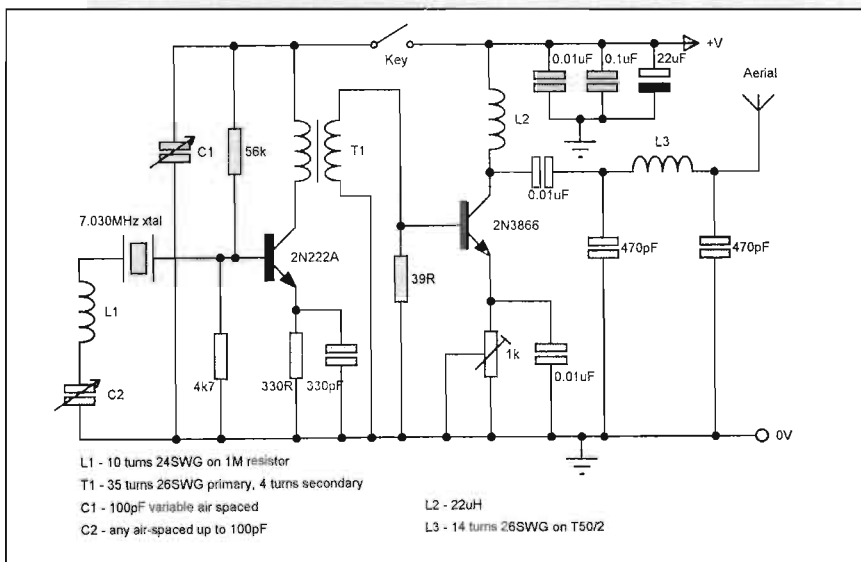 Key
0.01uF
0.1uF
22uF
+V
Aerial
C1
56k
T1
L2
L3
0.01uF
7.030MHz xtal
2N222A
2N3866
470pF
470pF
L1
39R
1k
C2
4k7
330R
330pF
0.01uF
0V
L1 - 10 turns 24SWG on 1M resistor
T1 - 35 turns 26SWG primary, 4 turns secondary
C1 - 100pF variable air spaced
C2 - any air-spaced up to 100pF
L2 - 22uH
L3 - 14 turns 26SWG on T50/2